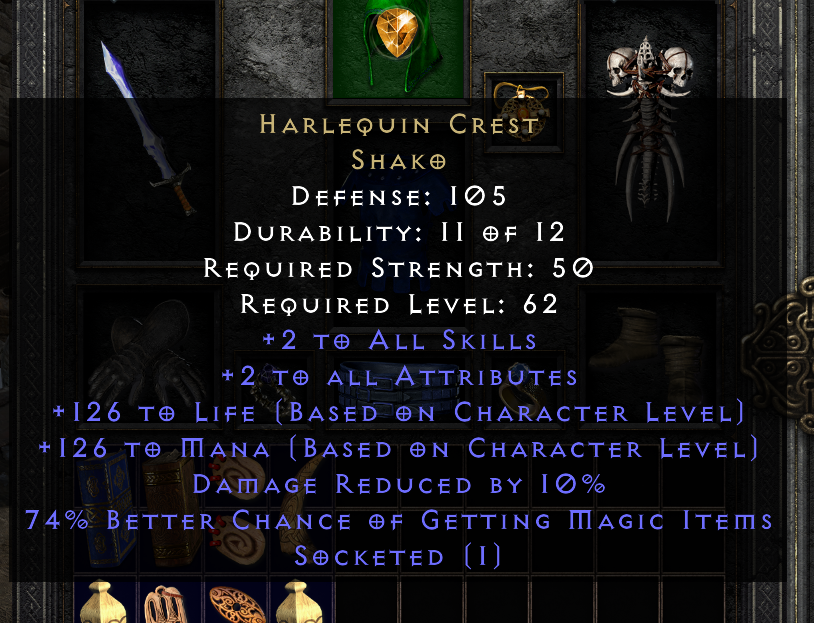 Harlequin Crest
Shako
Defense: 105
Durability: 11 of 12
Required Strength: 50
Required Level: 62
+2 to All Skills
+2 to all Attributes
+126 to Life (Based on Character Level)
+126 to Mana (Based on Character Level)
Damage Reduced by 10%
74% Better Chance of Getting Magic Items
Socketed (1)